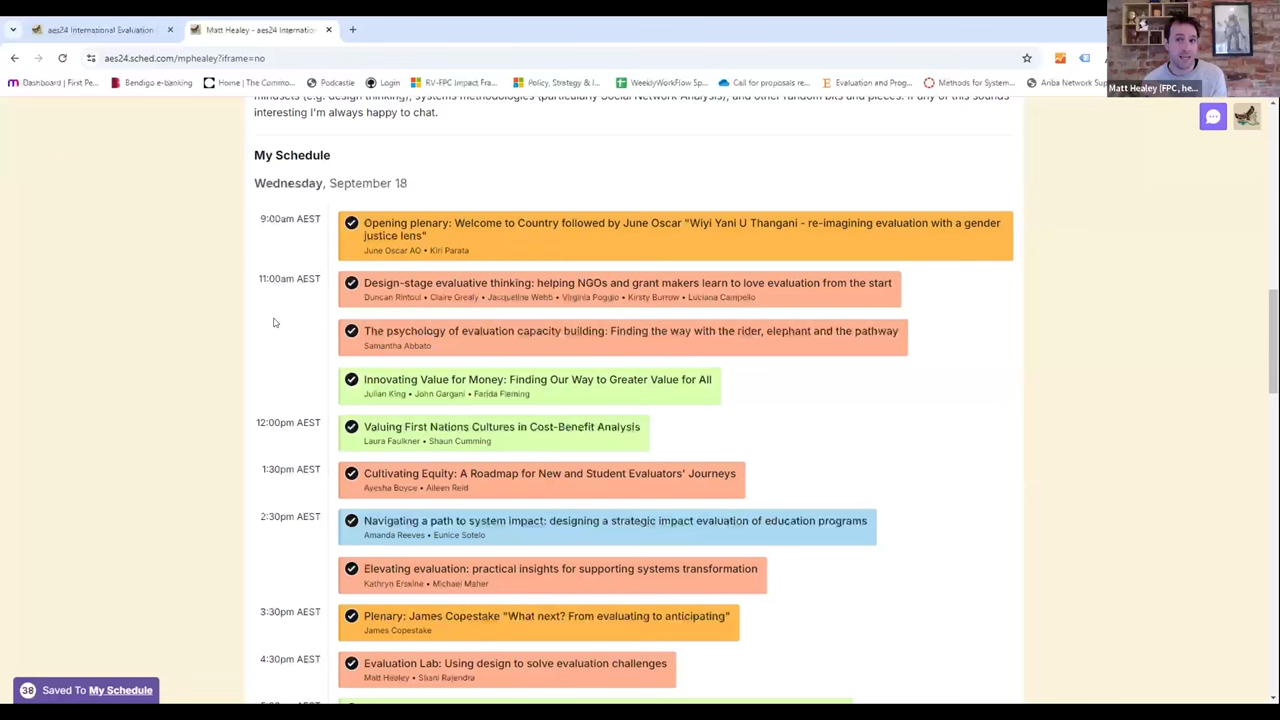 aes24 International Evaluation
Matt Healey - aes24 Internation
aes24.sched.com/mphealey?iframe=no
Dashboard | First Pe...
Bendigo e-banking
Home | The Commo...
Podcastie
Login
RV-FPC Impact Fra...
Policy, Strategy & I...
WeeklyWorkFlow Sp...
Call for proposals re...
Evaluation and Prog...
Methods for System...
Ariba Network Su
Matt Healey [FPC, he...
mindsets (e.g. design thinking), systems methodologies (particularly Social Network Analysis), and other random bits and pieces. If any of this sounds
interesting I'm always happy to chat.
My Schedule
Wednesday, September 18
9:00am AEST
Opening plenary: Welcome to Country followed by June Oscar "Wiyi Yani U Thangani - re-imagining evaluation with a gender
justice lens"
June Oscar AO • Kiri Parata
11:00am AEST
Design-stage evaluative thinking: helping NGOs and grant makers learn to love evaluation from the start
Duncan Rintoul • Claire Grealy • Jacqueline Webb • Virginia Poggio • Kirsty Burrow • Luciana Campello
The psychology of evaluation capacity building: Finding the way with the rider, elephant and the pathway
Samantha Abbato
Innovating Value for Money: Finding Our Way to Greater Value for All
Julian King • John Gargani • Farida Fleming
12:00pm AEST
Valuing First Nations Cultures in Cost-Benefit Analysis
Laura Faulkner • Shaun Cumming
1:30pm AEST
Cultivating Equity: A Roadmap for New and Student Evaluators' Journeys
Ayesha Boyce • Aileen Reid
2:30pm AEST
Navigating a path to system impact: designing a strategic impact evaluation of education programs
Amanda Reeves • Eunice Sotelo
Elevating evaluation: practical insights for supporting systems transformation
Kathryn Erskine • Michael Maher
3:30pm AEST
Plenary: James Copestake "What next? From evaluating to anticipating"
James Copestake
4:30pm AEST
Evaluation Lab: Using design to solve evaluation challenges
Matt Healey • Shani Rajendra
38 Saved To My Schedule